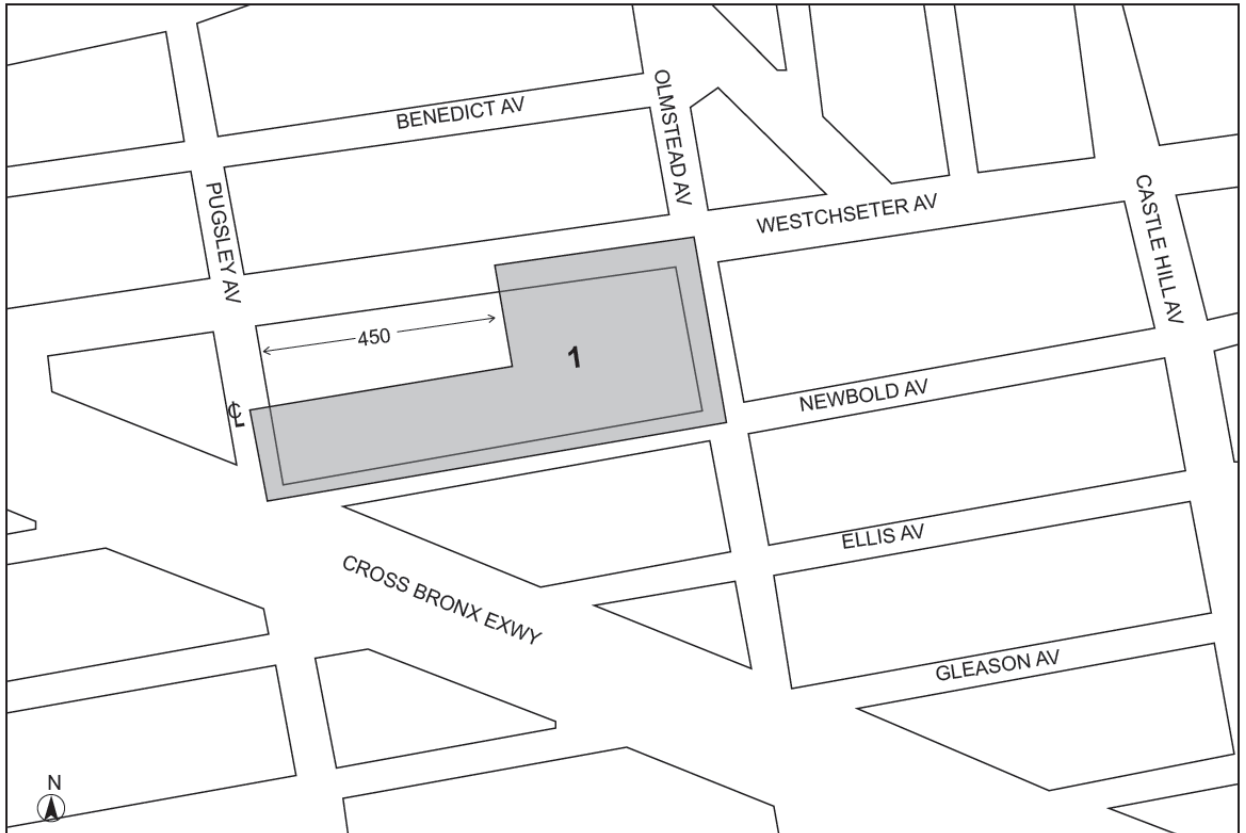 BENEDICT AV
OLMSTEAD AV
PUGSLEY AV
WESTCHSETER AV
CASTLE HILL AV
450
1
NEWBOLD AV
℄
ELLIS AV
CROSS BRONX EXWY
GLEASON AV
N